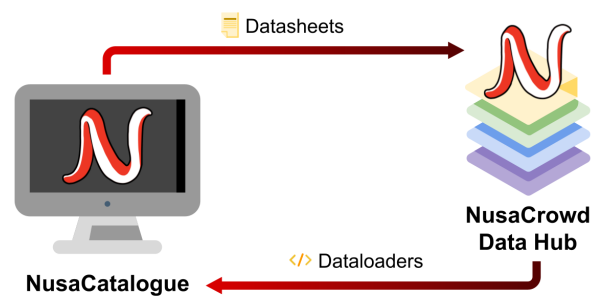 Datasheets
NusaCrowd
Data Hub
</> Dataloaders
NusaCatalogue